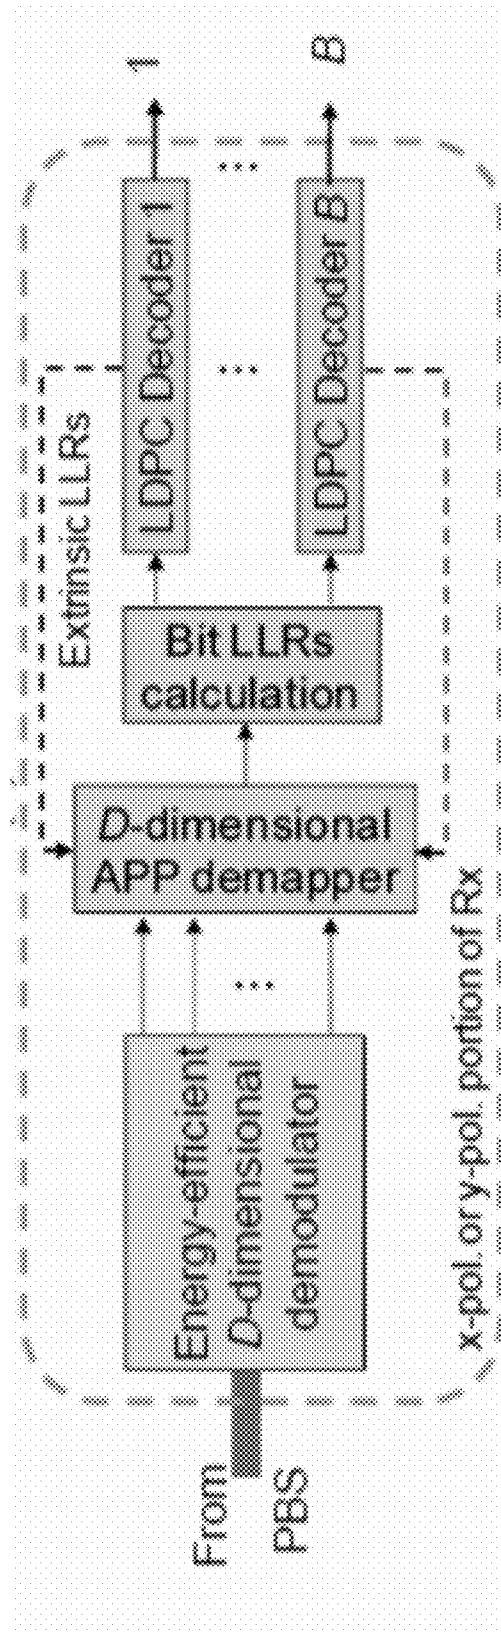 From
PBS
Energy-efficient
D-dimensional
demodulator
...
D-dimensional
APP demapper
Bit LLRs
calculation
Extrinsic LLRs
LDPC Decoder 1
...
LDPC Decoder B
1
...
B
x-pol. or y-pol. portion of Rx